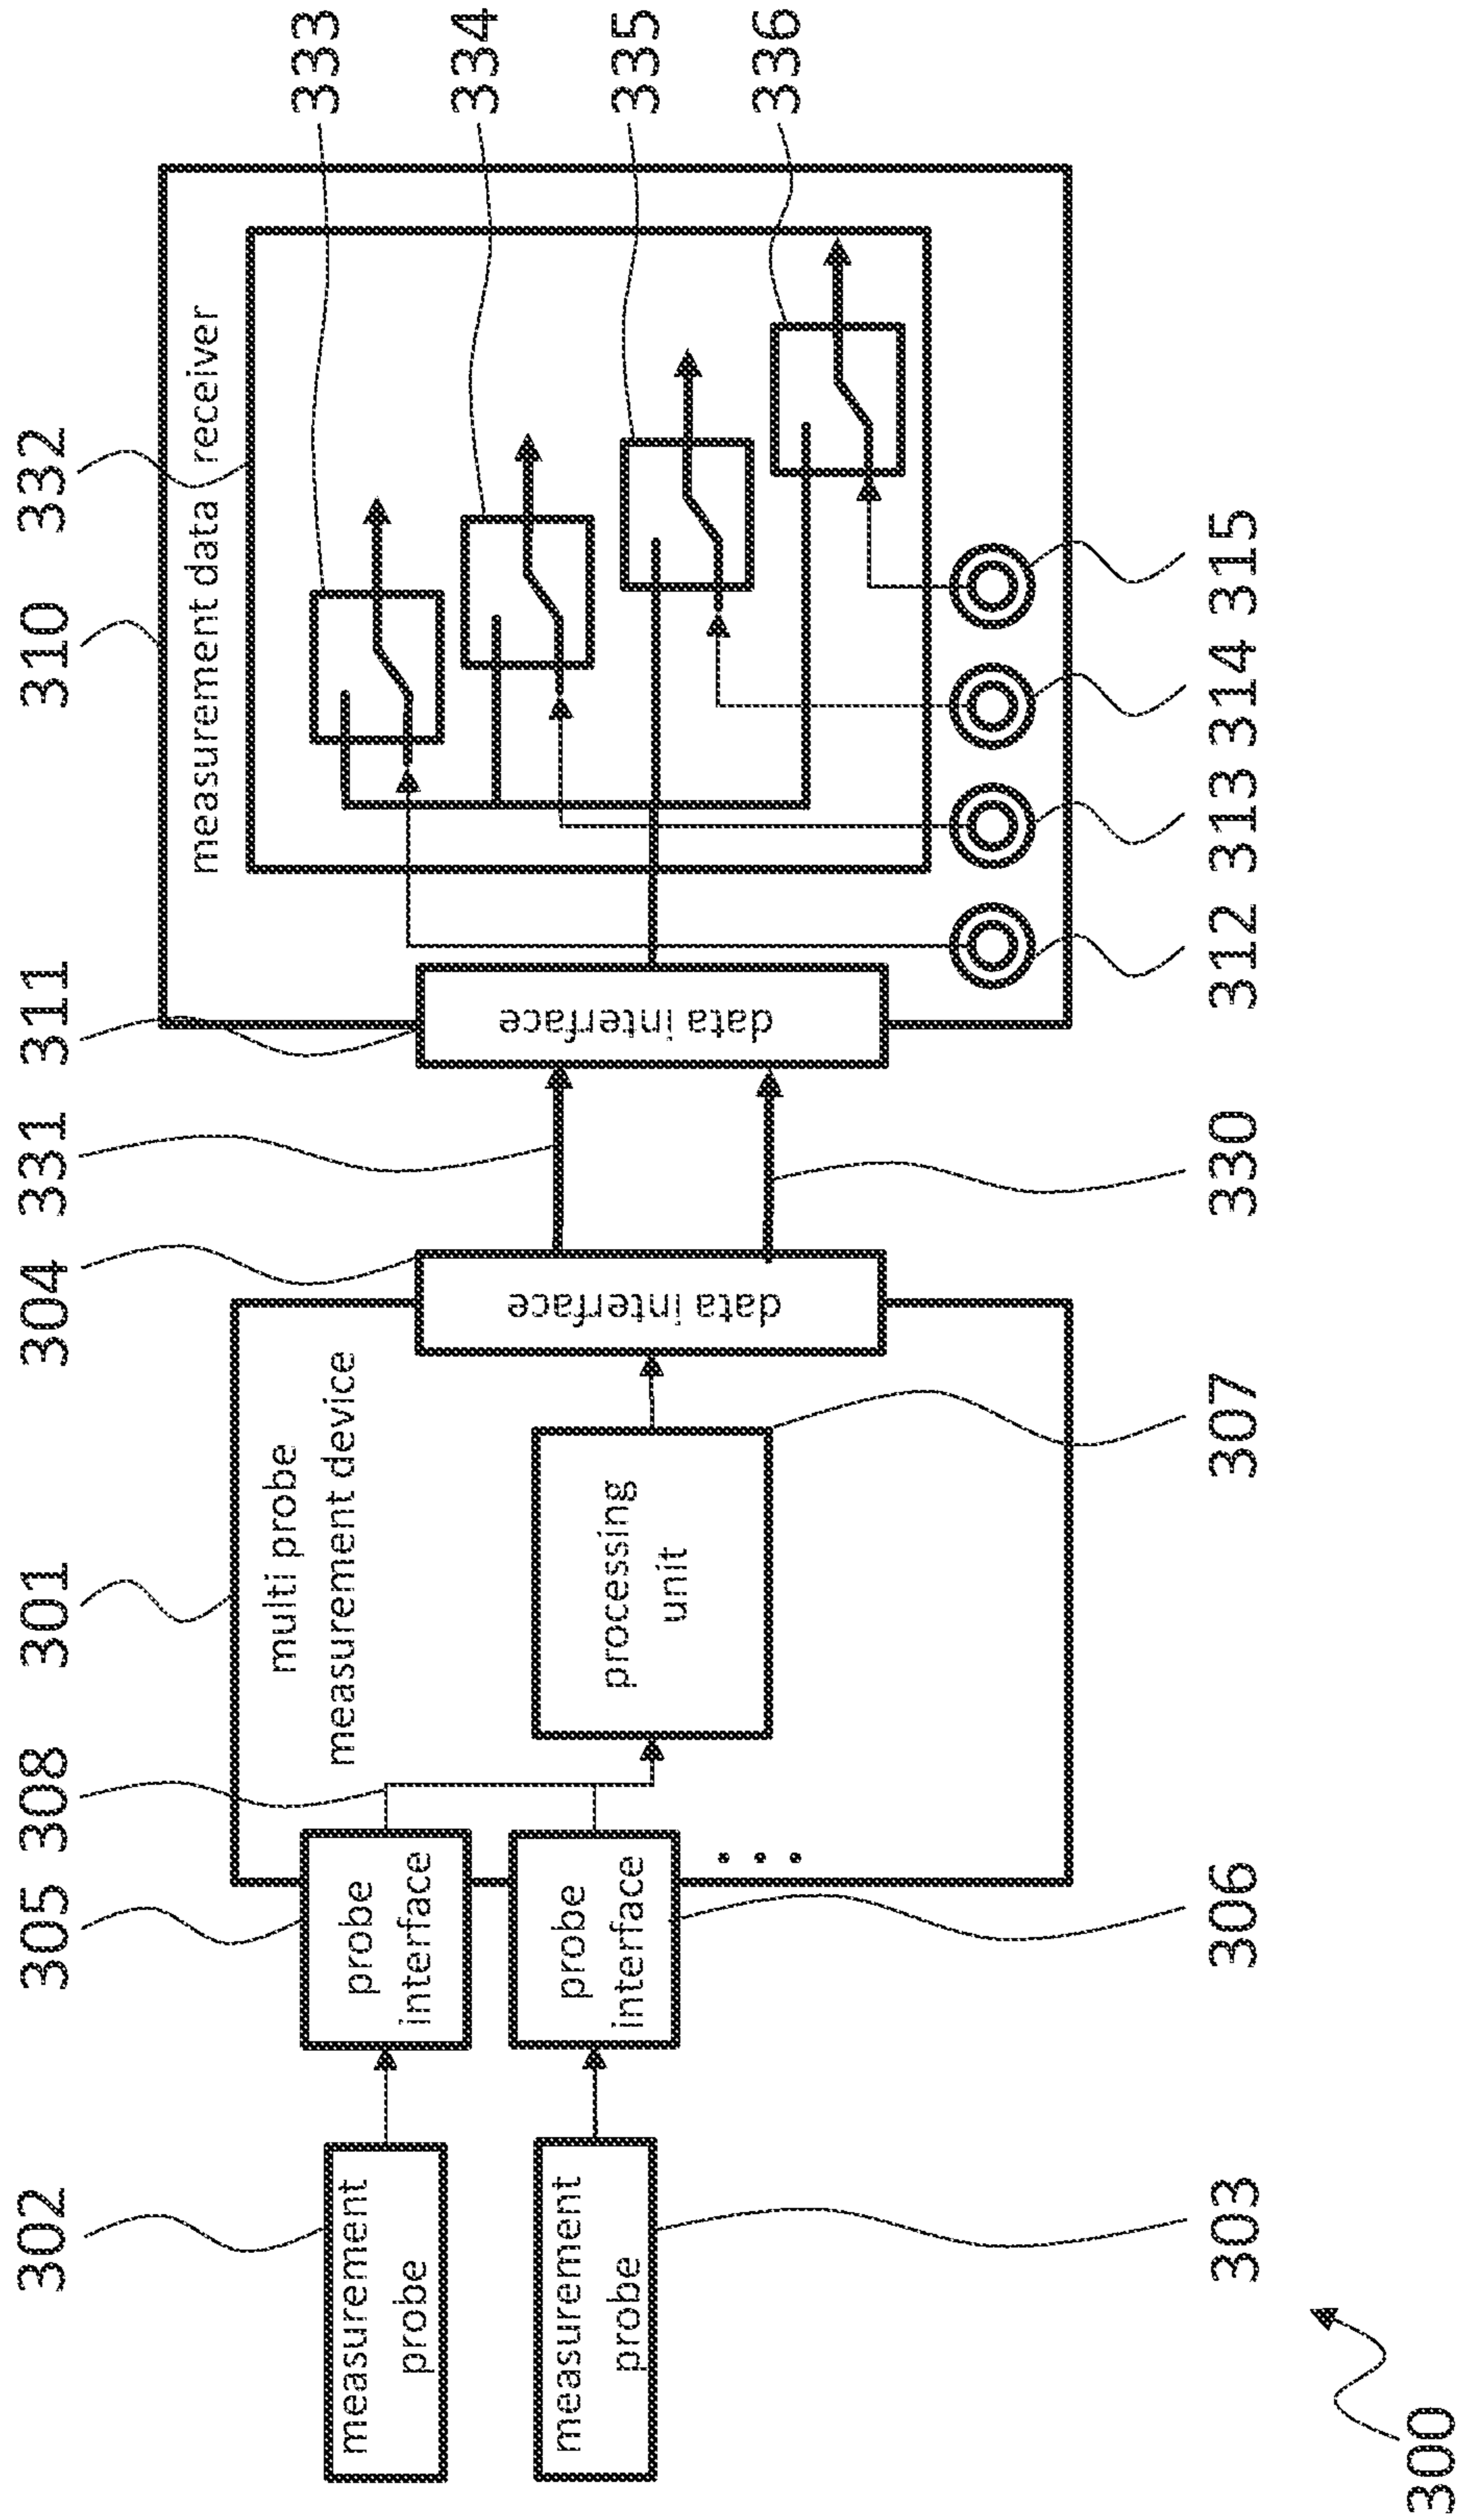 310
332
333
334
335
336
measurement data receiver
311
data interface
312
313
314
315
331
330
304
data interface
301
multi probe
measurement device
processing
unit
307
308
305
probe
interface
probe
interface
306
302
measurement
probe
measurement
probe
303
300